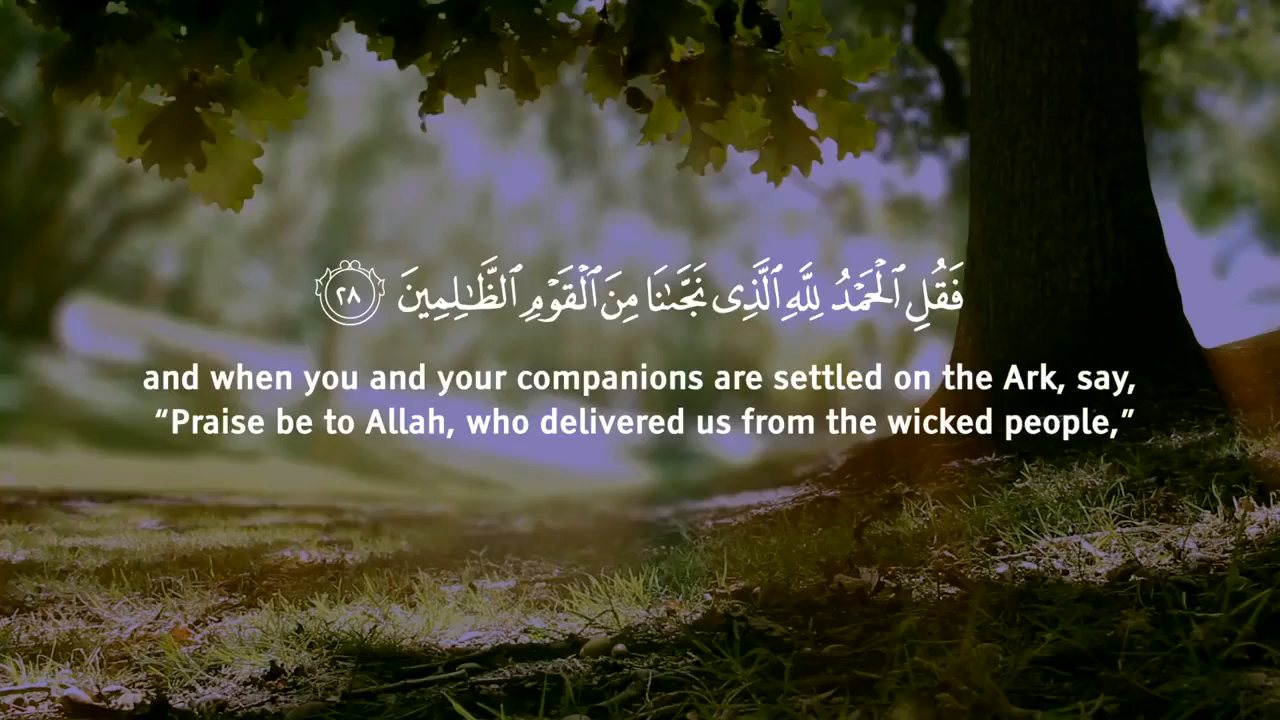 فَقُلِ ٱلْحَمْدُ لِلَّهِ ٱلَّذِى نَجَّىٰنَا مِنَ ٱلْقَوْمِ ٱلظَّـٰلِمِينَ ٢٨
and when you and your companions are settled on the Ark, say,
“Praise be to Allah, who delivered us from the wicked people,”